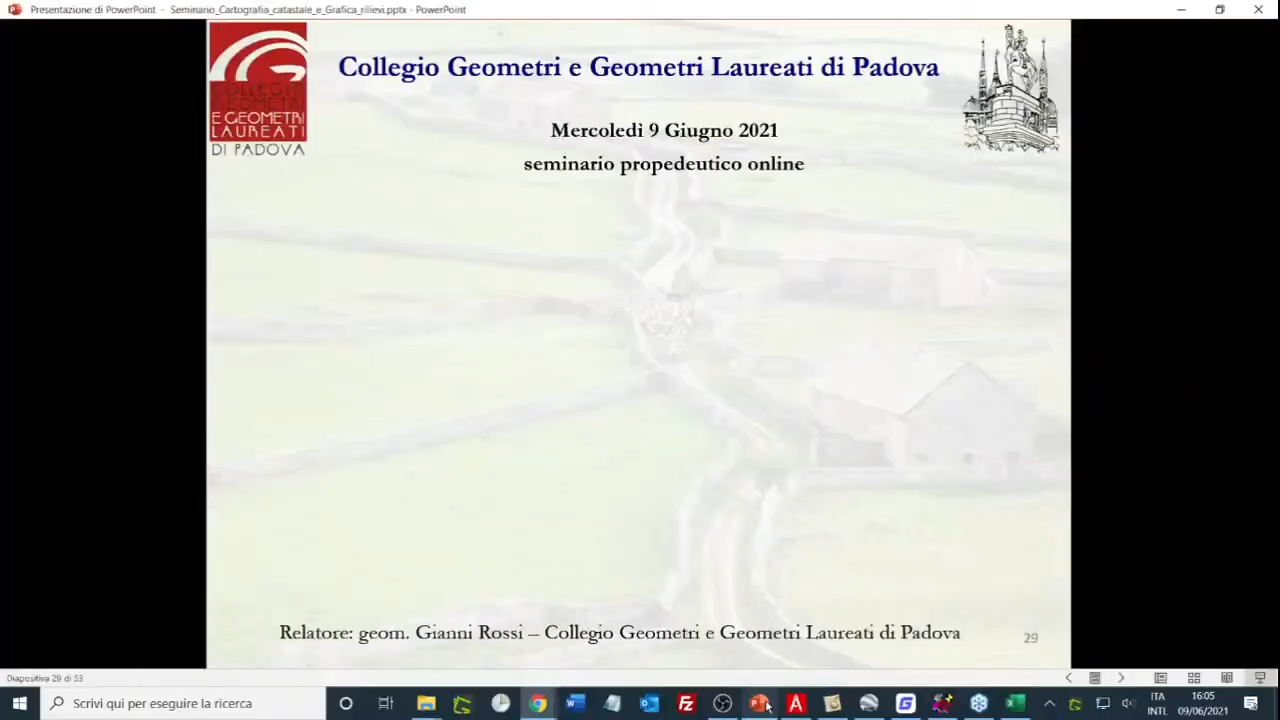 Presentazione di PowerPoint - Seminario_Cartografia_catastale_e_Grafica_rilievi.pptx - PowerPoint
COLLEGIO
GEOMETRI
E GEOMETRI
LAUREATI
DI PADOVA
Collegio Geometri e Geometri Laureati di Padova
Mercoledì 9 Giugno 2021
seminario propedeutico online
Relatore: geom. Gianni Rossi – Collegio Geometri e Geometri Laureati di Padova
29
Diapositiva 29 di 53
Scrivi qui per eseguire la ricerca
ITA
INTL
16:05
09/06/2021